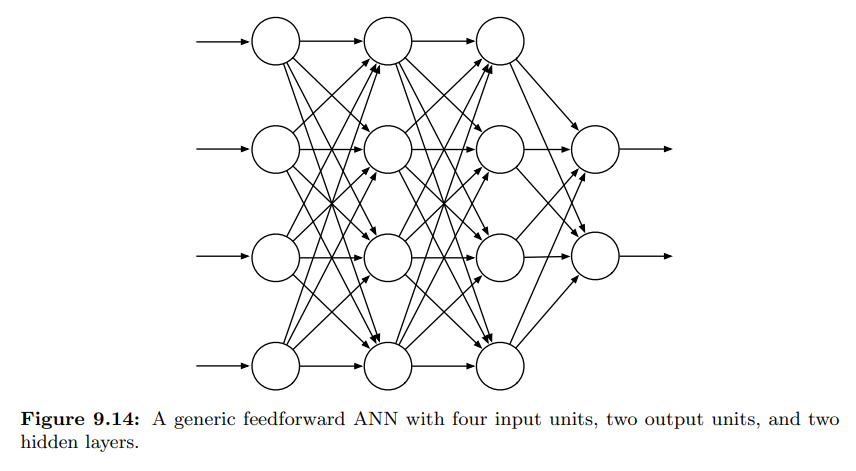 Figure 9.14: A generic feedforward ANN with four input units, two output units, and two
hidden layers.